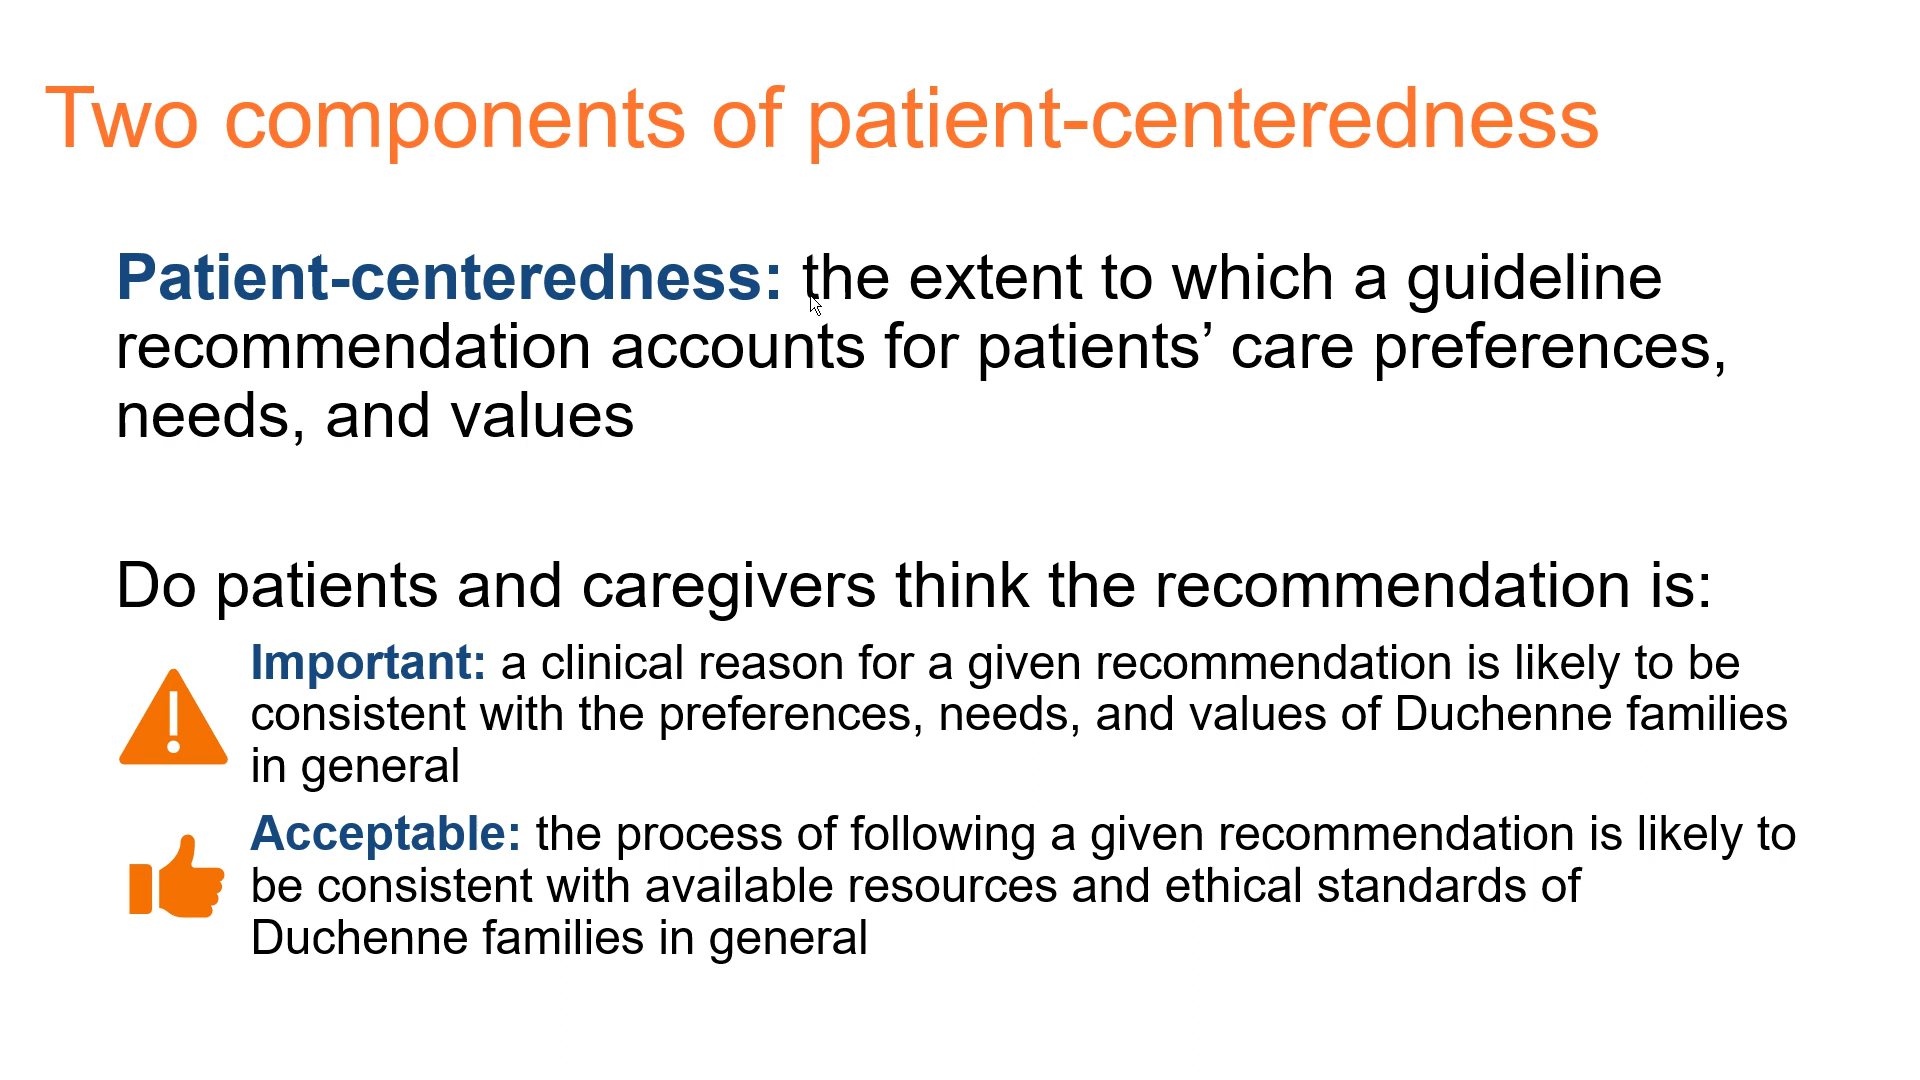 Two components of patient-centeredness
Patient-centeredness: the extent to which a guideline
recommendation accounts for patients’ care preferences,
needs, and values
Do patients and caregivers think the recommendation is:
Important: a clinical reason for a given recommendation is likely to be
consistent with the preferences, needs, and values of Duchenne families
in general
Acceptable: the process of following a given recommendation is likely to
be consistent with available resources and ethical standards of
Duchenne families in general